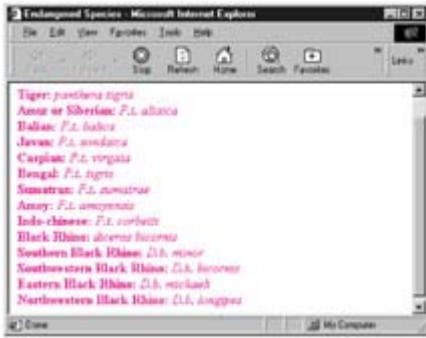 Endangered Species - Microsoft Internet Explorer
File Edit View Favorites Tools Help
Stop Refresh Home Search Favorites Links
Tiger: panthera tigris
Amur or Siberian: P.t. altaica
Balian: P.t. balica
Javan: P.t. sondaica
Caspian: P.t. virgata
Bengal: P.t. tigris
Sumatran: P.t. sumatrae
Amoy: P.t. amoyensis
Indo-chinese: P.t. corbetti
Black Rhino: diceros bicornis
Southern Black Rhino: D.b. minor
Southwestern Black Rhino: D.b. bicornis
Eastern Black Rhino: D.b. michaeli
Northwestern Black Rhino: D.b. longipes
Done My Computer